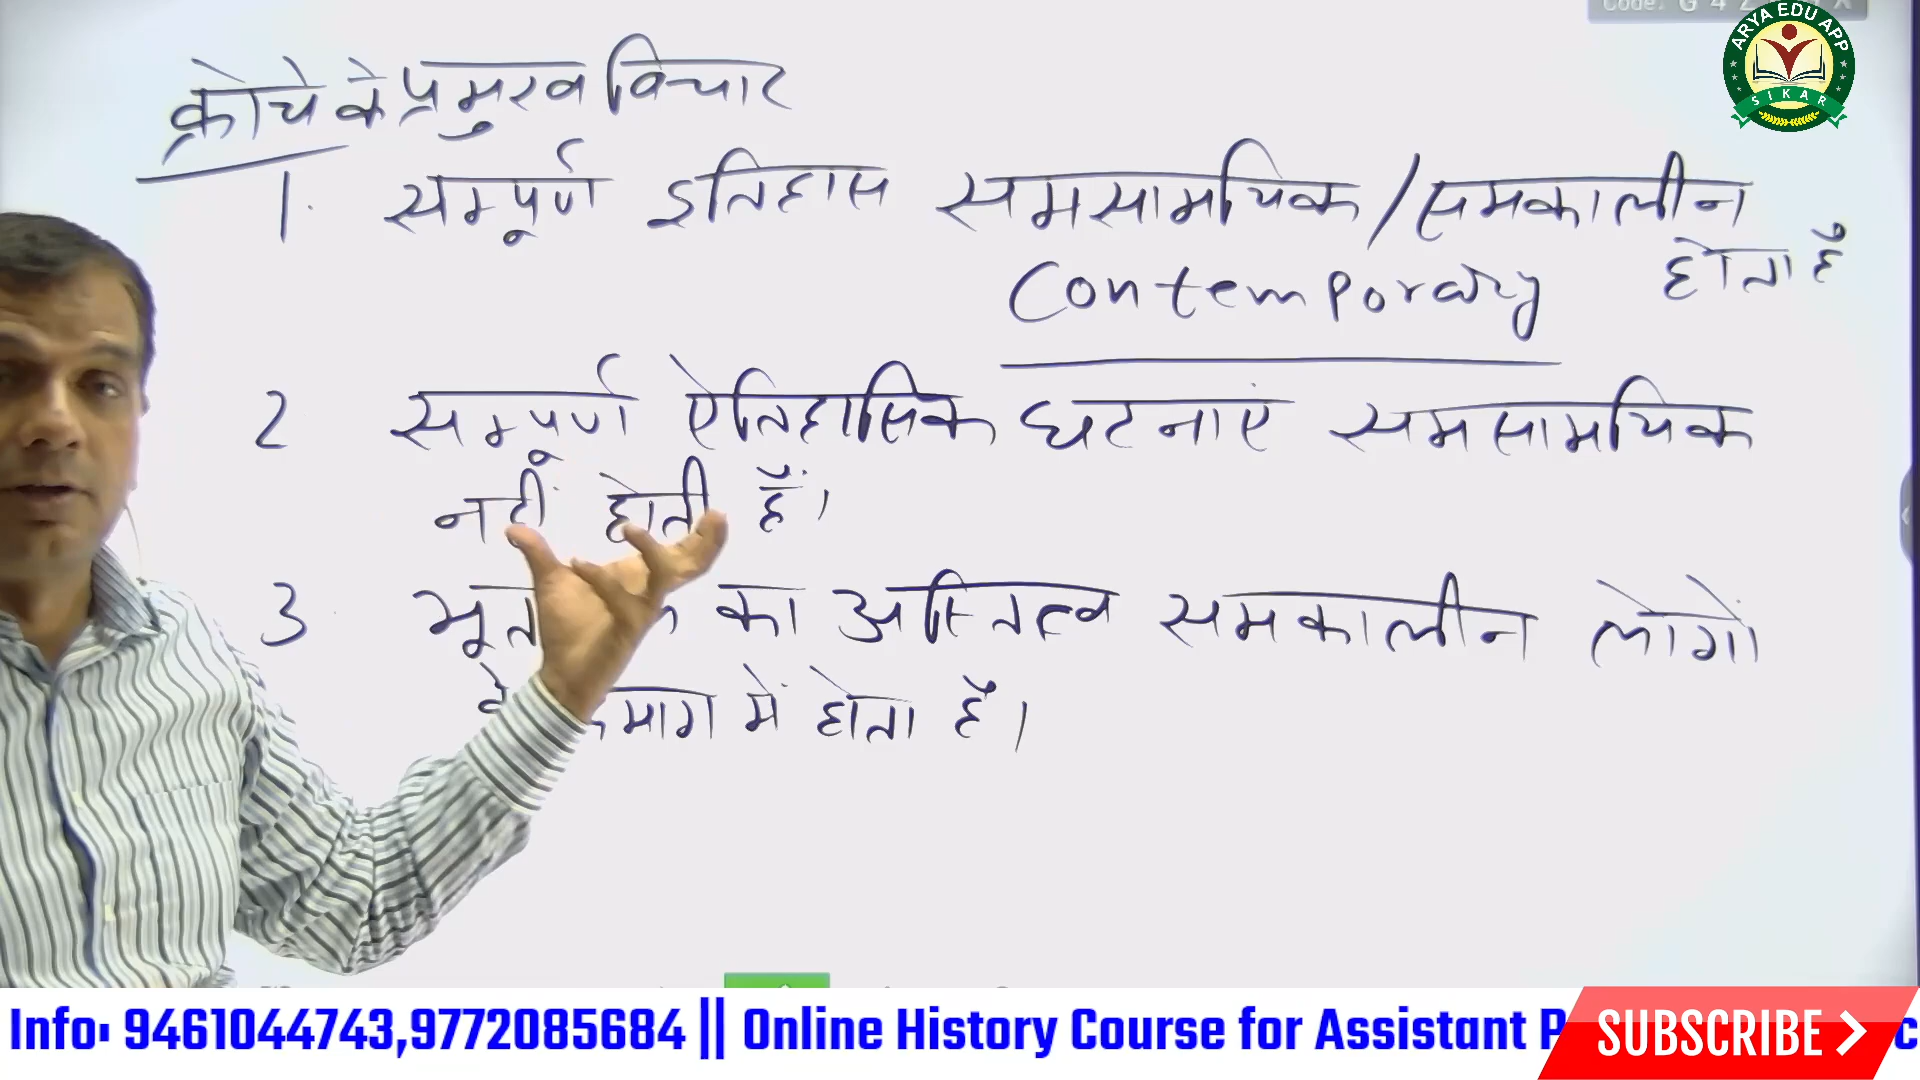 Code: G 4
ARYA EDU APP
SIKAR
क्रोचे के प्रमुख विचार
1. सम्पूर्ण इतिहास समसामयिक/समकालीन
होता है
Contemporary
2 सम्पूर्ण ऐतिहासिक घटनाएं समसामयिक
नहीं होती हैं।
3 का अस्तित्व समकालीन लोगों
में होता है।
Info: 9461044743,9772085684 || Online History Course for Assistant
SUBSCRIBE